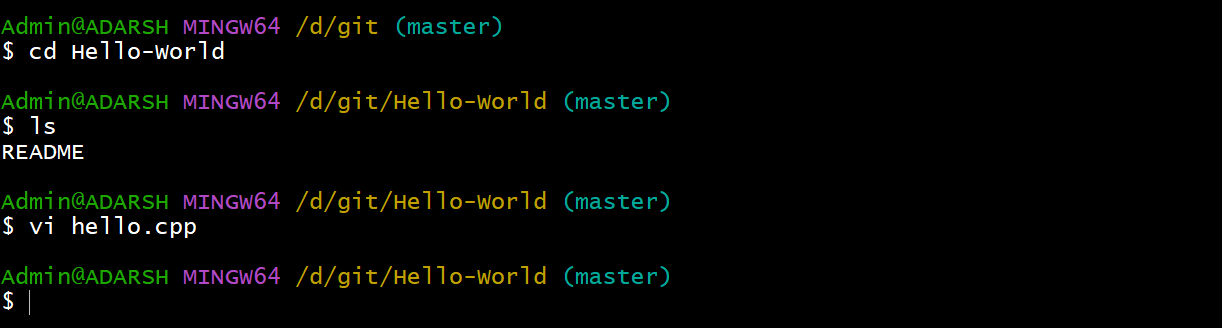 Admin@ADARSH MINGW64 /d/git (master)
$ cd Hello-World
Admin@ADARSH MINGW64 /d/git/Hello-World (master)
$ ls
README
Admin@ADARSH MINGW64 /d/git/Hello-World (master)
$ vi hello.cpp
Admin@ADARSH MINGW64 /d/git/Hello-World (master)
$